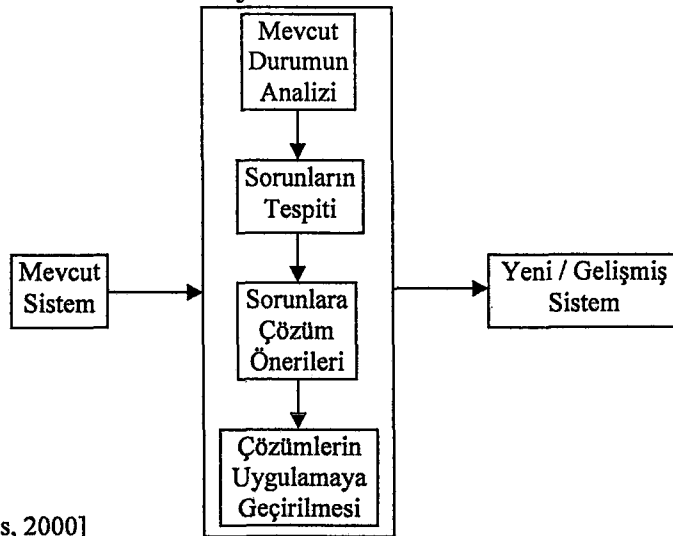 Mevcut
Durumun
Analizi
Sorunların
Tespiti
Mevcut
Sistem
Sorunlara
Çözüm
Önerileri
Yeni / Gelişmiş
Sistem
Çözümlerin
Uygulamaya
Geçirilmesi
s, 2000]